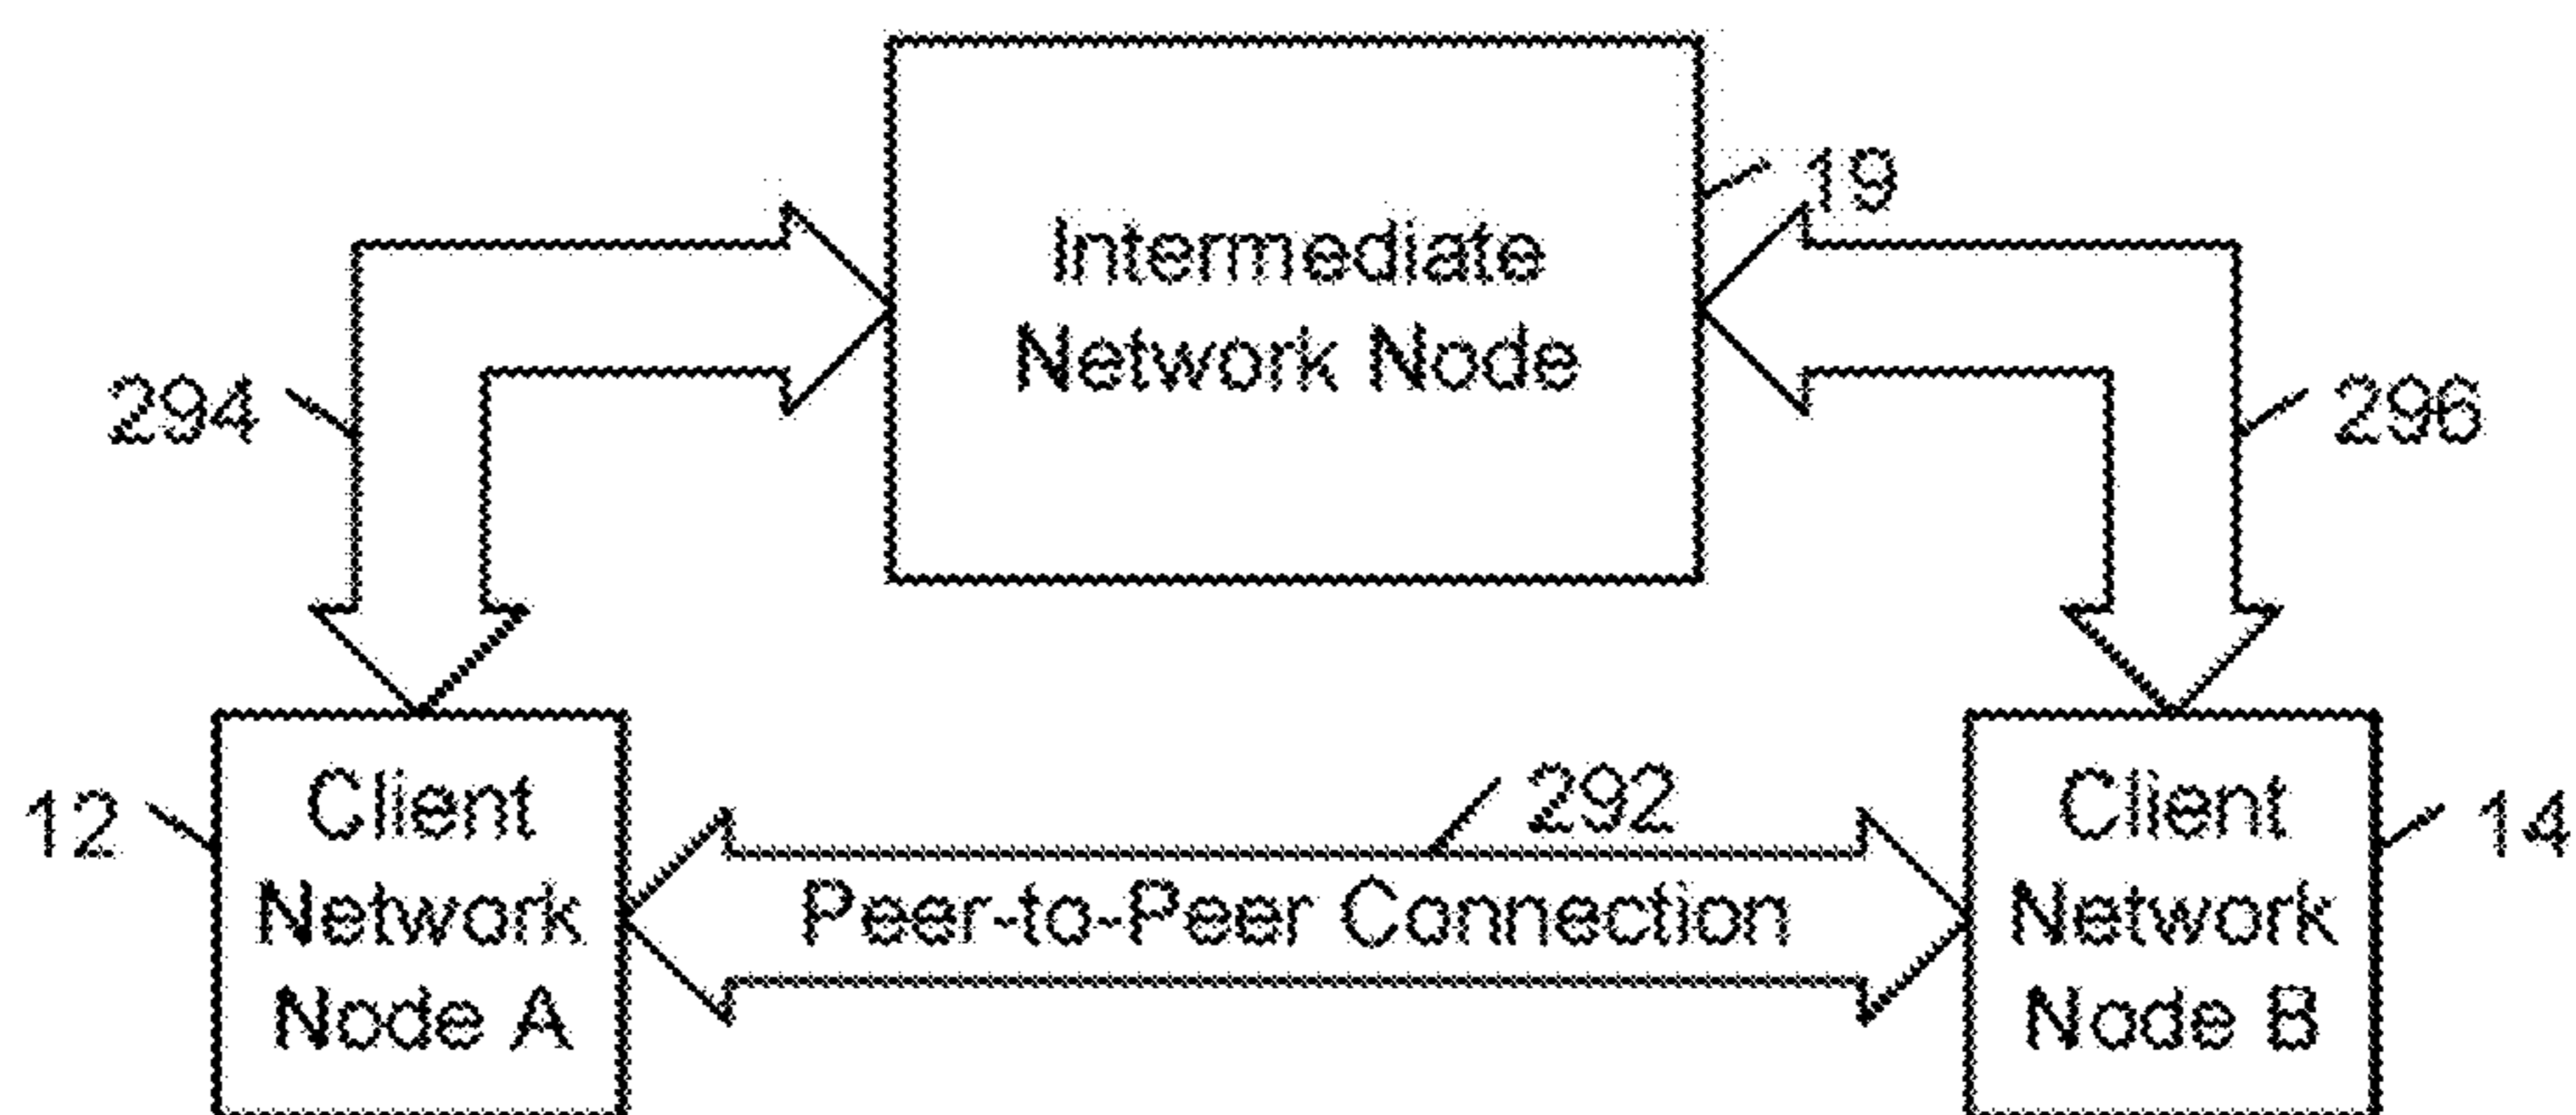 19
Intermediate
Network Node
294
296
12
Client
Network
Node A
292
Peer-to-Peer Connection
Client
Network
Node B
14